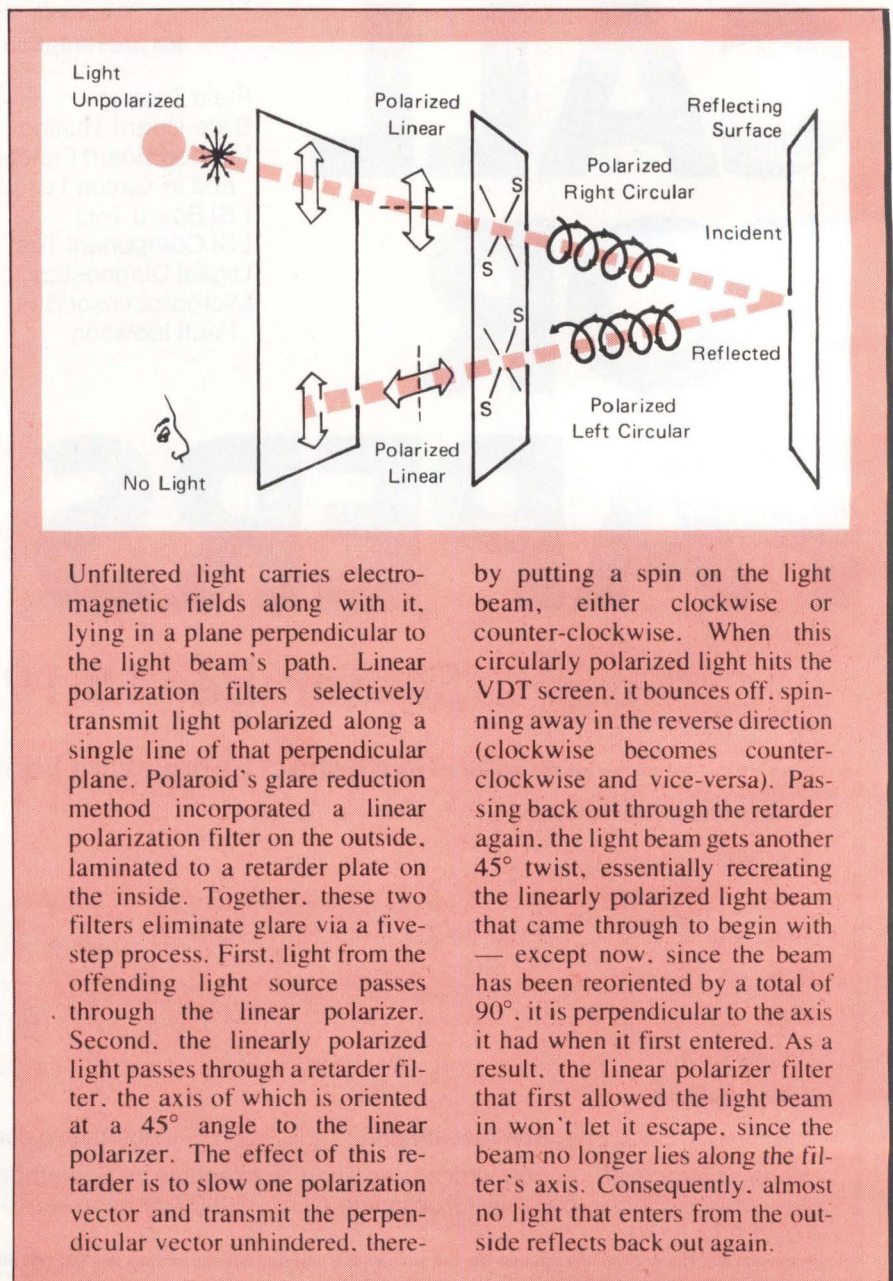 Light
Unpolarized
Polarized
Linear
Reflecting
Surface
Polarized
Right Circular
Incident
S
S
S
S
Reflected
Polarized
Left Circular
Polarized
Linear
No Light
Unfiltered light carries electro-
magnetic fields along with it,
lying in a plane perpendicular to
the light beam's path. Linear
polarization filters selectively
transmit light polarized along a
single line of that perpendicular
plane. Polaroid's glare reduction
method incorporated a linear
polarization filter on the outside,
laminated to a retarder plate on
the inside. Together, these two
filters eliminate glare via a five-
step process. First, light from the
offending light source passes
through the linear polarizer.
Second, the linearly polarized
light passes through a retarder fil-
ter, the axis of which is oriented
at a 45° angle to the linear
polarizer. The effect of this re-
tarder is to slow one polarization
vector and transmit the perpen-
dicular vector unhindered, there-
by putting a spin on the light
beam, either clockwise or
counter-clockwise. When this
circularly polarized light hits the
VDT screen, it bounces off, spin-
ning away in the reverse direction
(clockwise becomes counter-
clockwise and vice-versa). Pas-
sing back out through the retarder
again, the light beam gets another
45° twist, essentially recreating
the linearly polarized light beam
that came through to begin with
— except now, since the beam
has been reoriented by a total of
90°, it is perpendicular to the axis
it had when it first entered. As a
result, the linear polarizer filter
that first allowed the light beam
in won't let it escape, since the
beam no longer lies along the fil-
ter's axis. Consequently, almost
no light that enters from the out-
side reflects back out again.